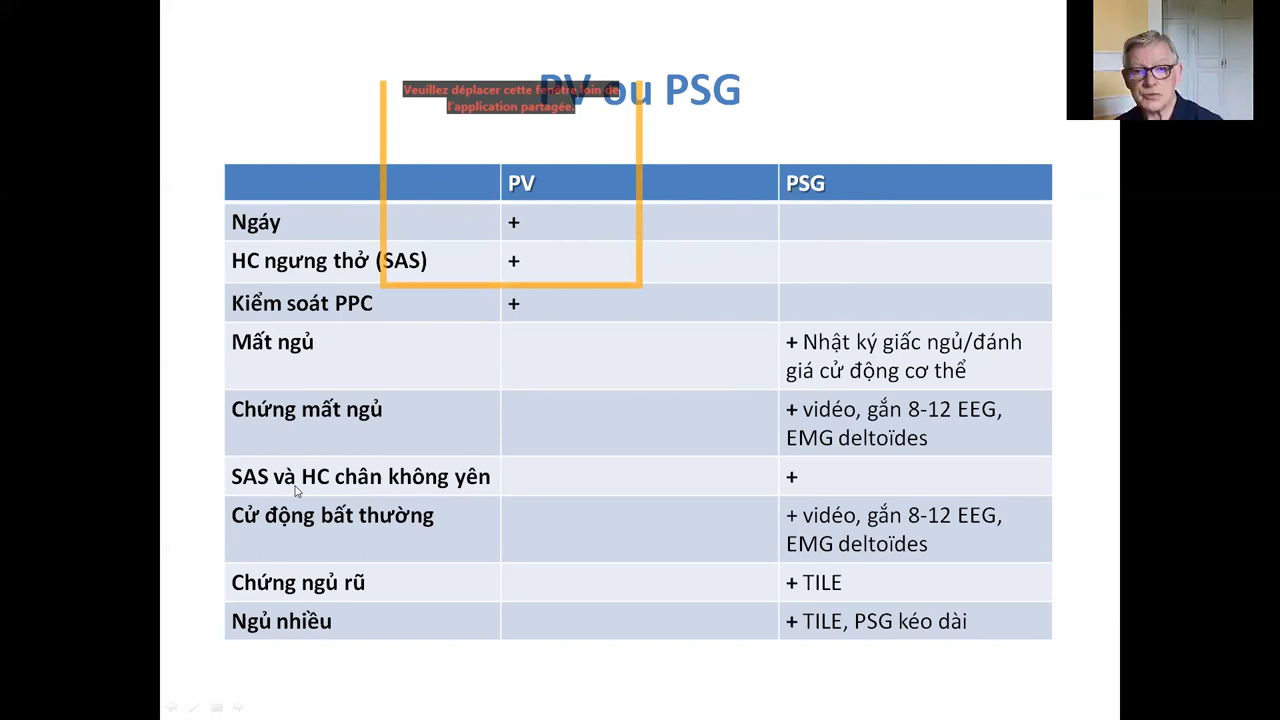 PV ou PSG
Veuillez déplacer cette fenêtre loin de
l'application partagée.
PV PSG
Ngáy +
HC ngưng thở (SAS) +
Kiểm soát PPC +
Mất ngủ + Nhật ký giấc ngủ/đánh
giá cử động cơ thể
Chứng mất ngủ + vidéo, gắn 8-12 EEG,
EMG deltoïdes
SAS và HC chân không yên +
Cử động bất thường + vidéo, gắn 8-12 EEG,
EMG deltoïdes
Chứng ngủ rũ + TILE
Ngủ nhiều + TILE, PSG kéo dài